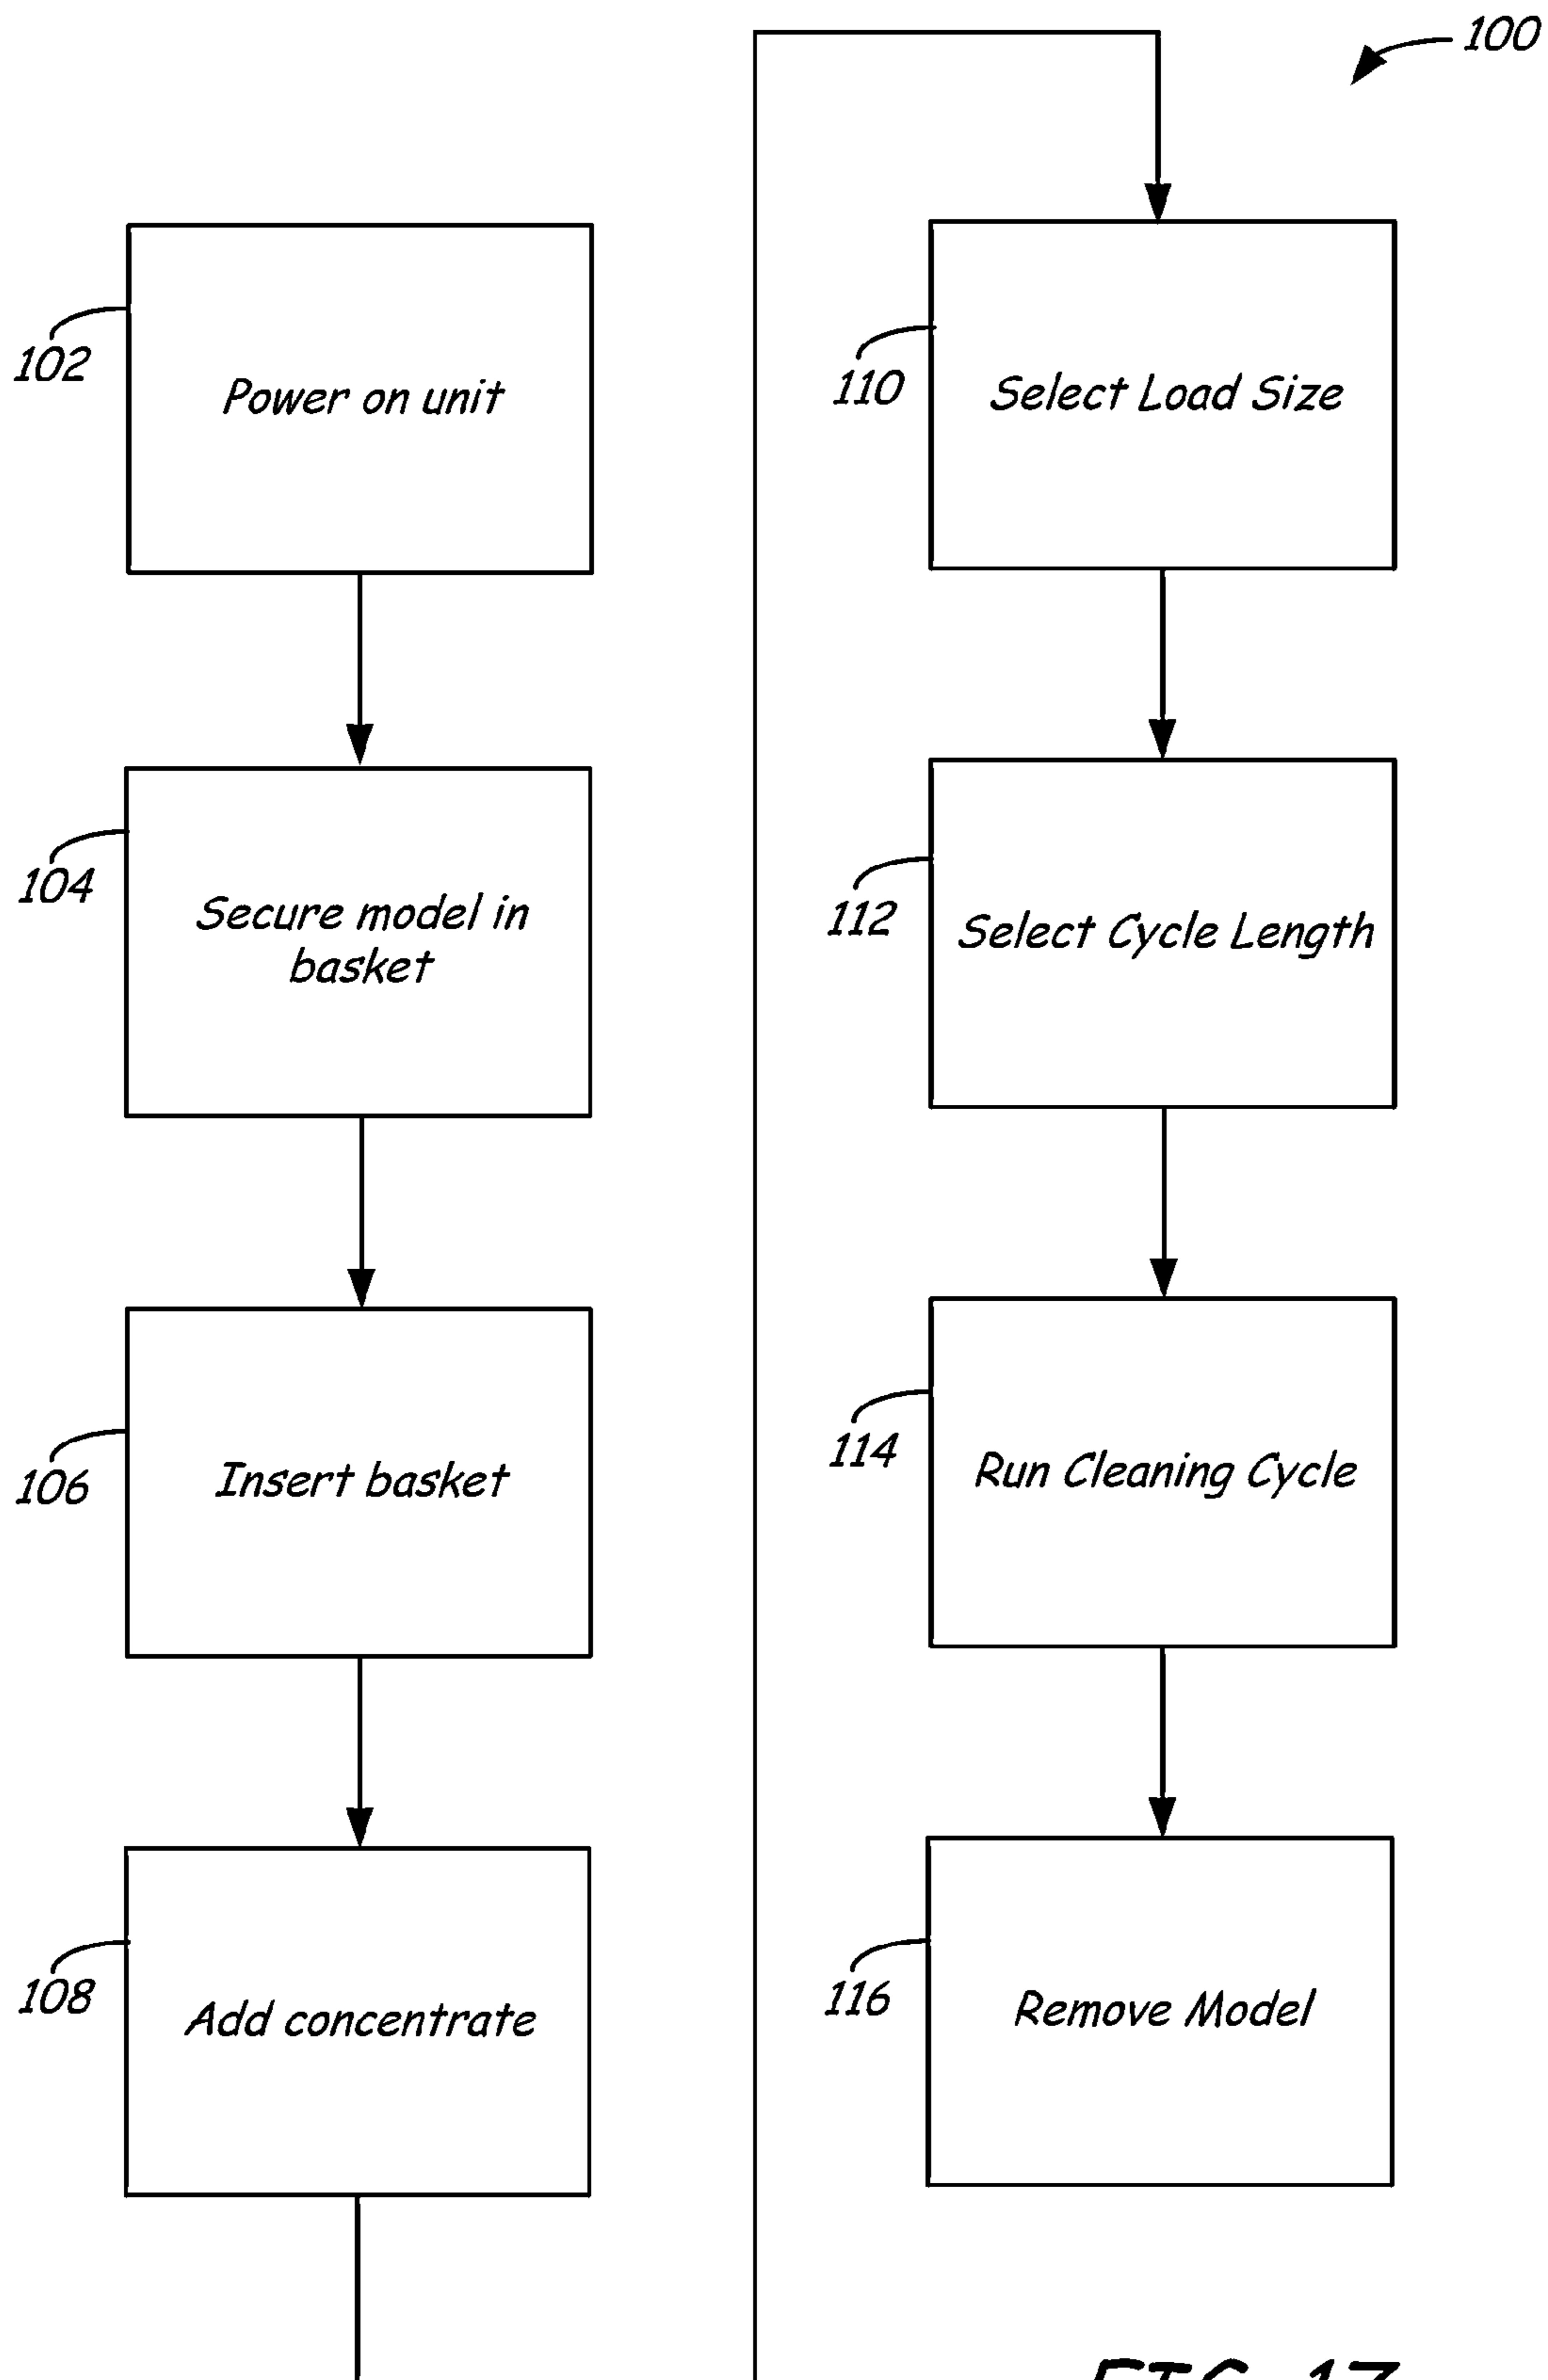 100
102
Power on unit
104
Secure model in
basket
106
Insert basket
108
Add concentrate
110
Select Load Size
112
Select Cycle Length
114
Run Cleaning Cycle
116
Remove Model